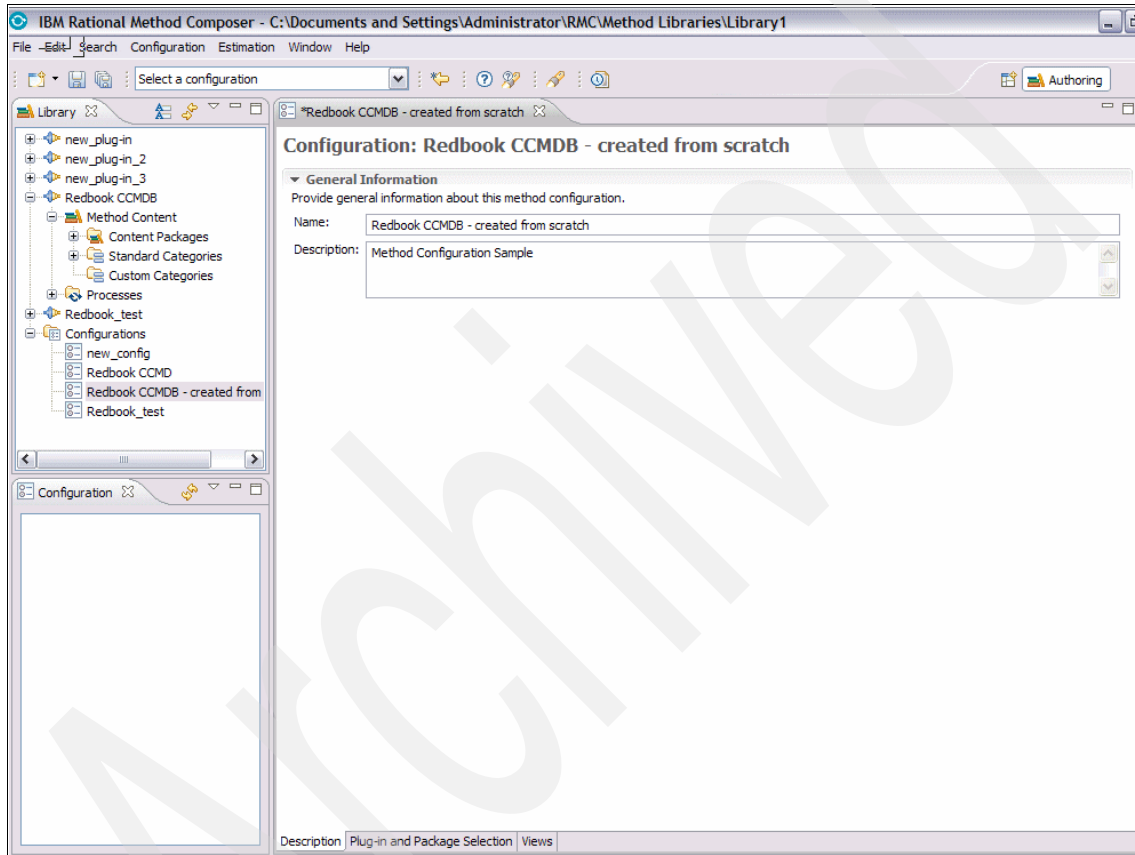 IBM Rational Method Composer - C:\Documents and Settings\Administrator\RMC\Method Libraries\Library1
File Edit Search Configuration Estimation Window Help
Select a configuration
Authoring
Library
*Redbook CCMDB - created from scratch
new_plug-in
new_plug-in_2
new_plug-in_3
Redbook CCMDB
Method Content
Content Packages
Standard Categories
Custom Categories
Processes
Redbook_test
Configurations
new_config
Redbook CCMD
Redbook CCMDB - created from
Redbook_test
Configuration: Redbook CCMDB - created from scratch
General Information
Provide general information about this method configuration.
Name: Redbook CCMDB - created from scratch
Description: Method Configuration Sample
Configuration
Description Plug-in and Package Selection Views
Archived